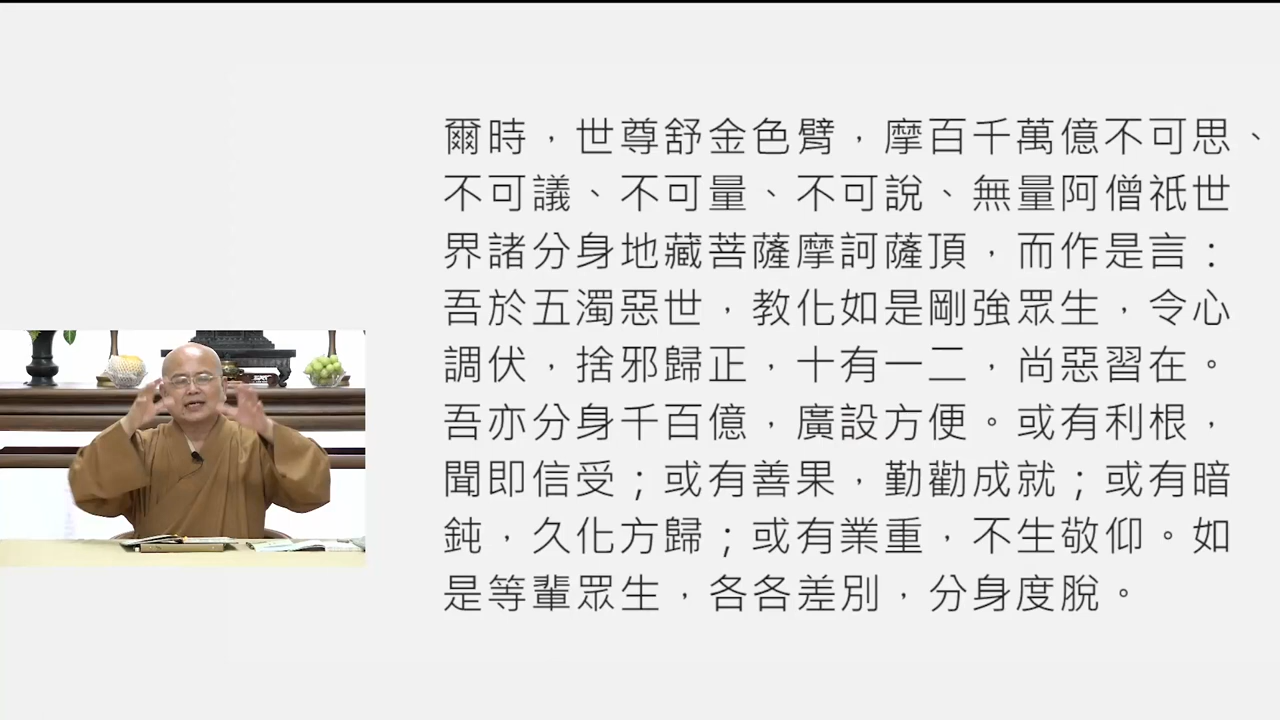 爾時，世尊舒金色臂，摩百千萬億不可思、
不可議、不可量、不可說、無量阿僧祇世
界諸分身地藏菩薩摩訶薩頂，而作是言：
吾於五濁惡世，教化如是剛強眾生，令心
調伏，捨邪歸正，十有一二，尚惡習在。
吾亦分身千百億，廣設方便。或有利根，
聞即信受；或有善果，勤勸成就；或有暗
鈍，久化方歸；或有業重，不生敬仰。如
是等輩眾生，各各差別，分身度脫。